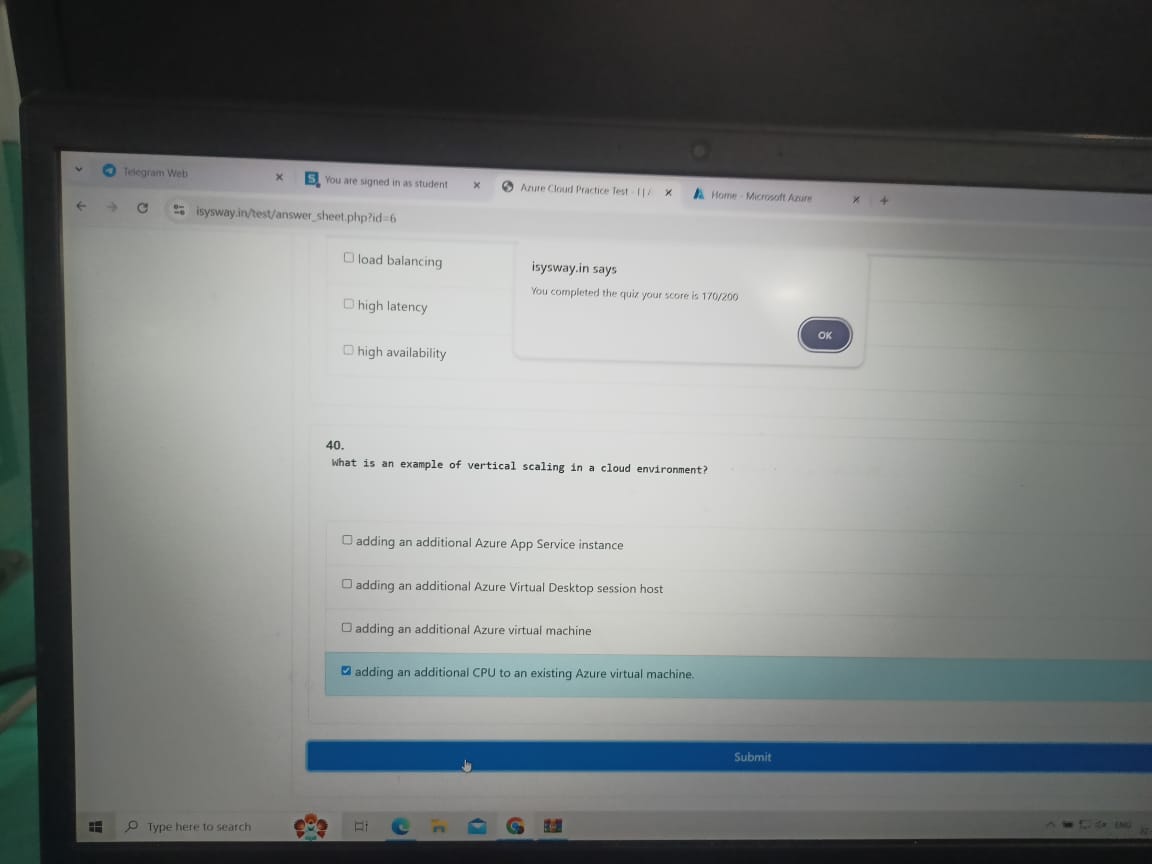 Telegram Web
S You are signed in as student
Azure Cloud Practice Test - | | /
Home - Microsoft Azure
isysway.in/test/answer_sheet.php?id=6
load balancing
high latency
high availability
isysway.in says
You completed the quiz your score is 170/200
OK
40.
What is an example of vertical scaling in a cloud environment?
adding an additional Azure App Service instance
adding an additional Azure Virtual Desktop session host
adding an additional Azure virtual machine
adding an additional CPU to an existing Azure virtual machine.
Submit
Type here to search
ENG